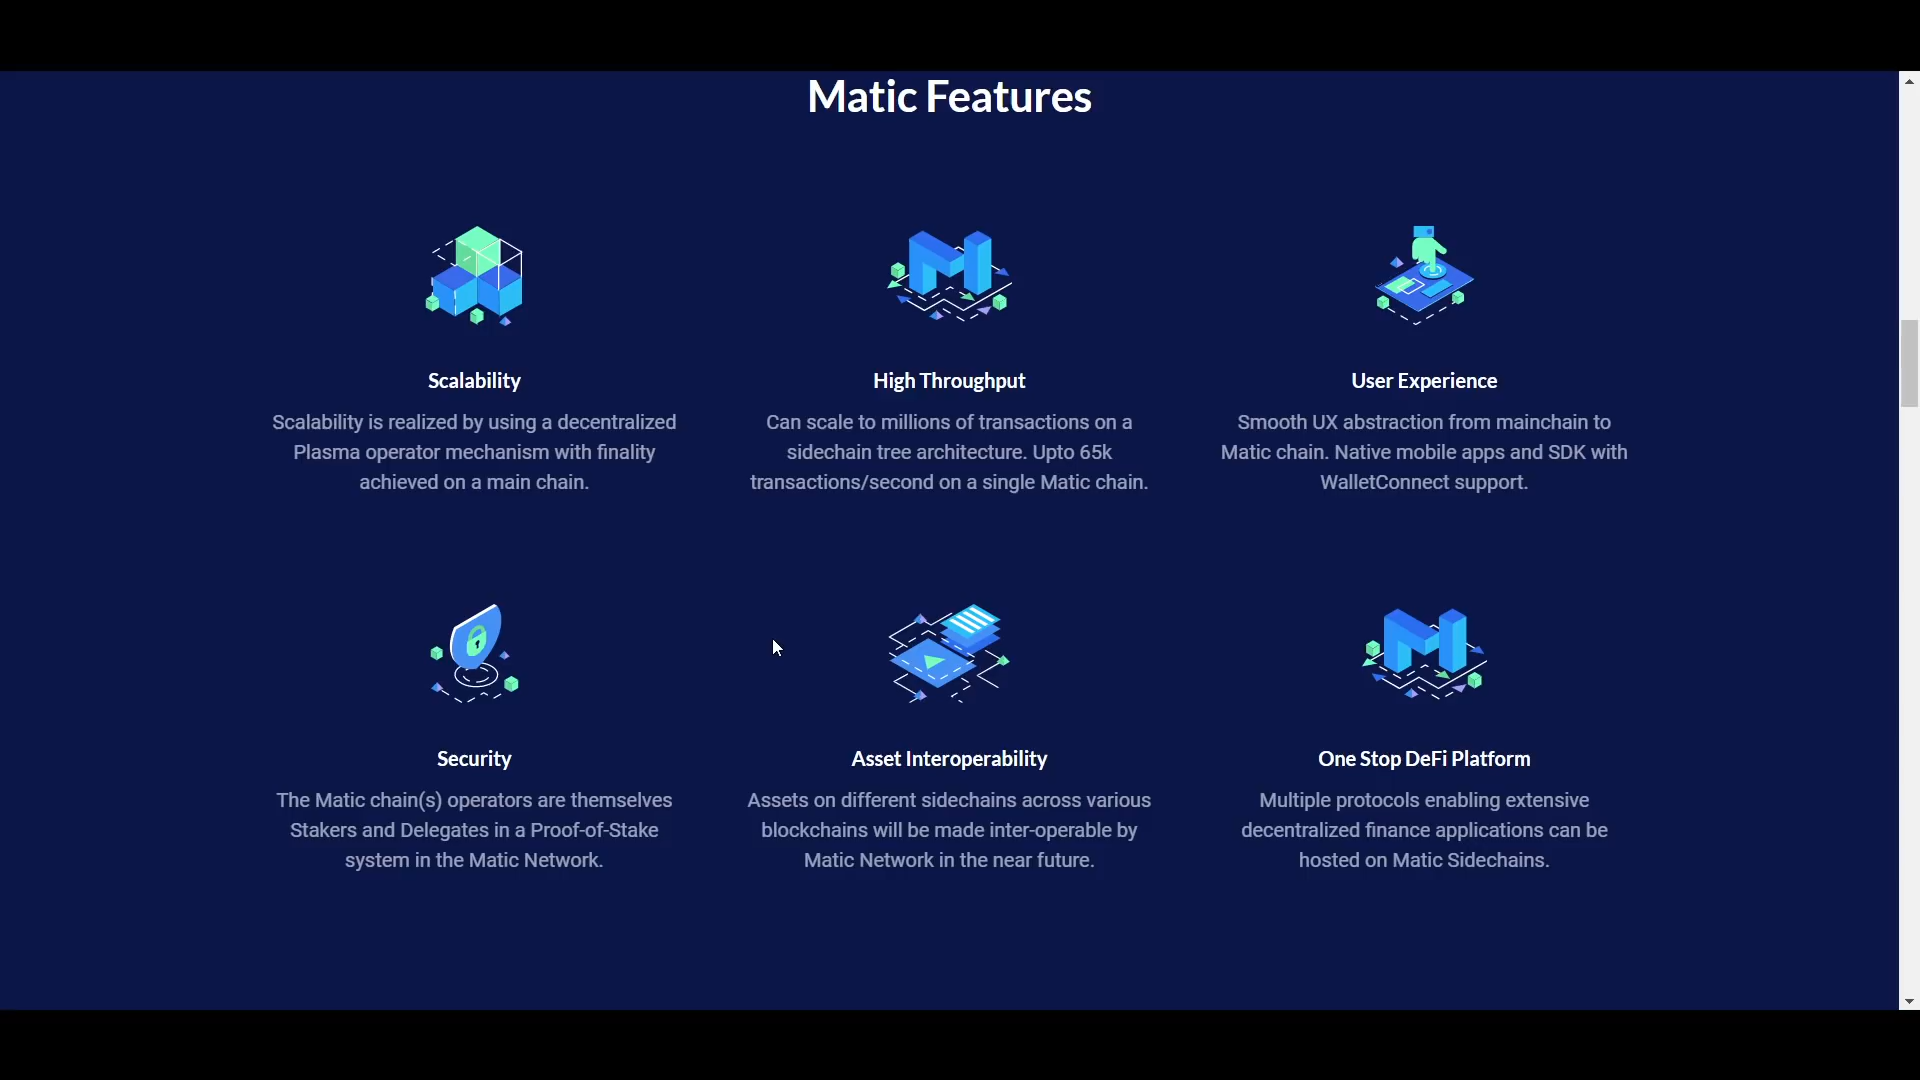 Matic Features
Scalability
Scalability is realized by using a decentralized
Plasma operator mechanism with finality
achieved on a main chain.
High Throughput
Can scale to millions of transactions on a
sidechain tree architecture. Upto 65k
transactions/second on a single Matic chain.
User Experience
Smooth UX abstraction from mainchain to
Matic chain. Native mobile apps and SDK with
WalletConnect support.
Security
The Matic chain(s) operators are themselves
Stakers and Delegates in a Proof-of-Stake
system in the Matic Network.
Asset Interoperability
Assets on different sidechains across various
blockchains will be made inter-operable by
Matic Network in the near future.
One Stop DeFi Platform
Multiple protocols enabling extensive
decentralized finance applications can be
hosted on Matic Sidechains.